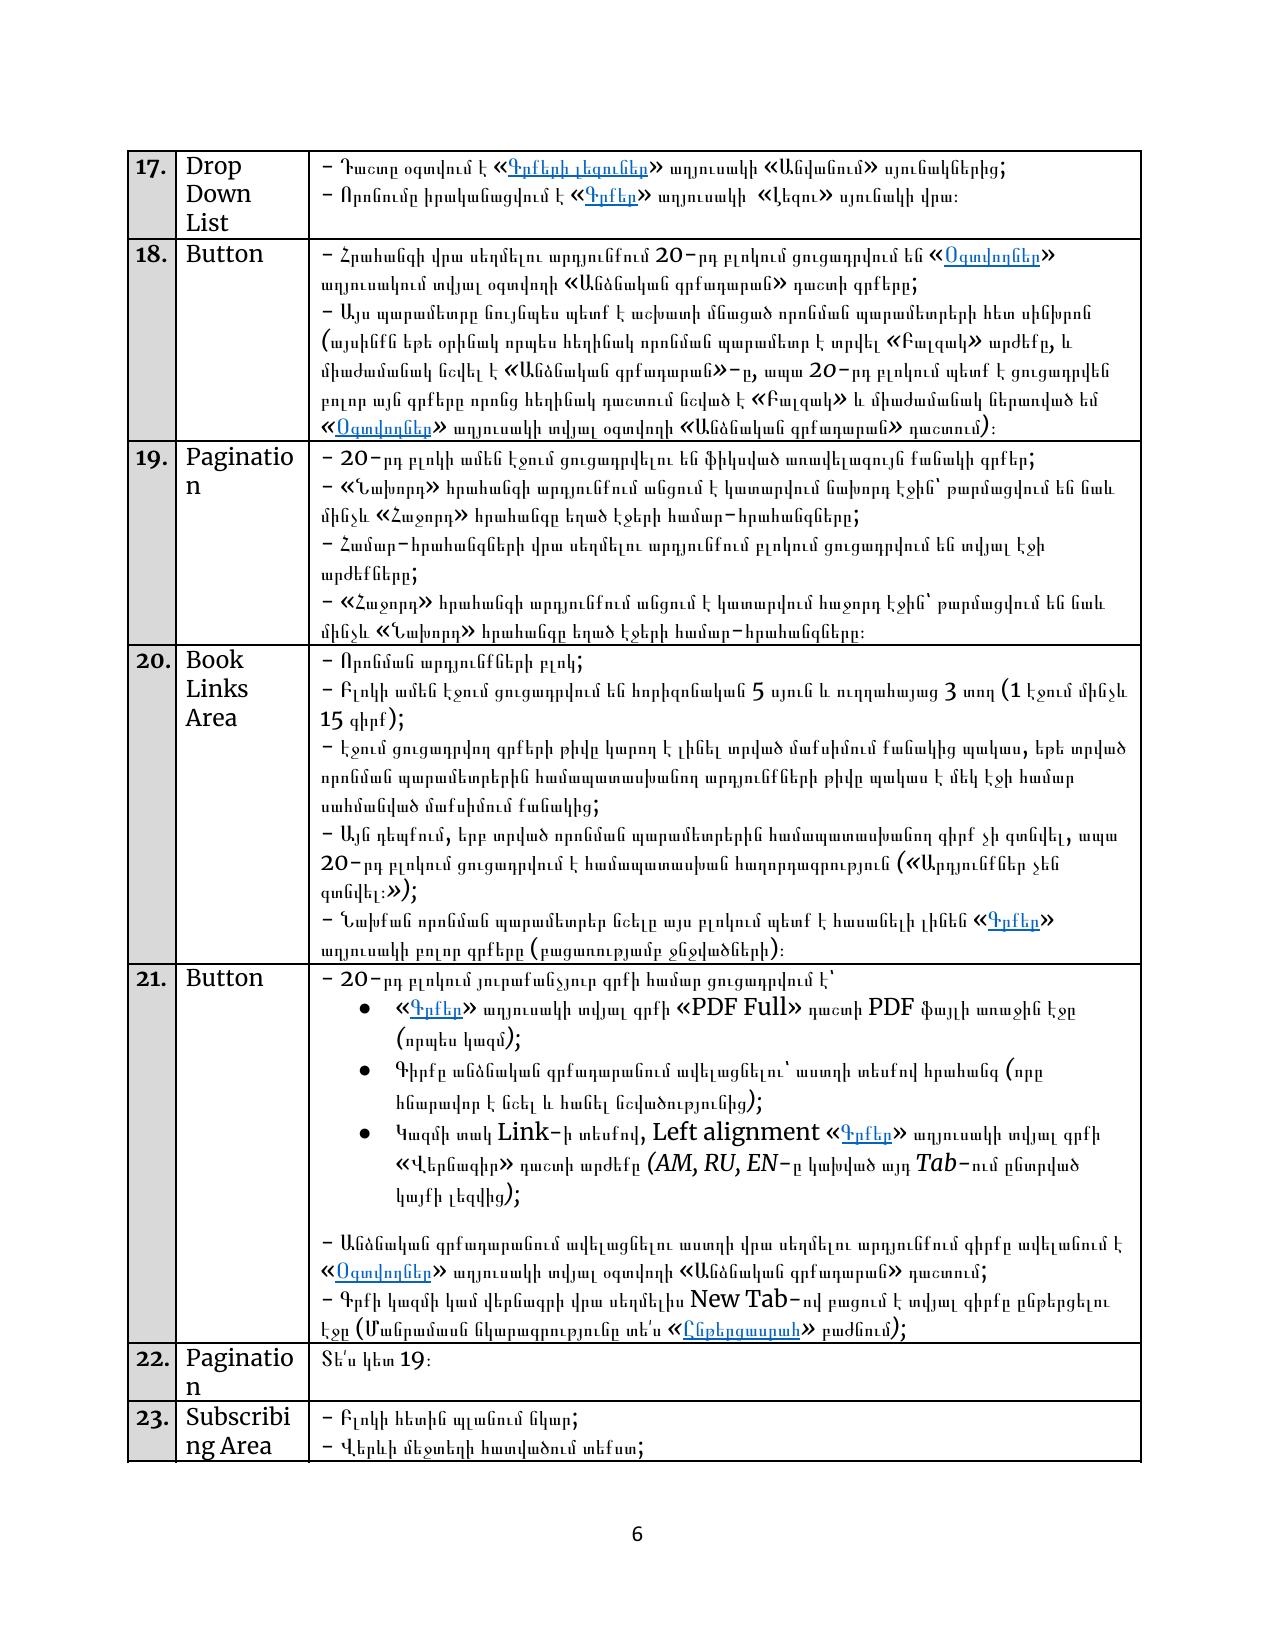 17. Drop Down List – Դաշտը օգտվում է «Գրքերի լեզուներ» աղյուսակի «Անվանում» սյունակներից;
– Որոնումը իրականացվում է «Գրքեր» աղյուսակի «Լեզու» սյունակի վրա։
18. Button – Հրահանգի վրա սեղմելու արդյունքում 20-րդ բլոկում ցուցադրվում են «Օգտվողներ»
աղյուսակում տվյալ օգտվողի «Անձնական գրքադարան» դաշտի գրքերը;
– Այս պարամետրը նույնպես պետք է աշխատի մնացած որոնման պարամետրերի հետ սինխրոն
(այսինքն եթե օրինակ որպես հեղինակ որոնման պարամետր է տրվել «Բալզակ» արժեքը, և
միաժամանակ նշվել է «Անձնական գրքադարան»-ը, ապա 20-րդ բլոկում պետք է ցուցադրվեն
բոլոր այն գրքերը որոնց հեղինակ դաշտում նշված է «Բալզակ» և միաժամանակ ներառված եմ
«Օգտվողներ» աղյուսակի տվյալ օգտվողի «Անձնական գրքադարան» դաշտում)։
19. Pagination – 20-րդ բլոկի ամեն էջում ցուցադրվելու են ֆիկսված առավելագույն քանակի գրքեր;
– «Նախորդ» հրահանգի արդյունքում անցում է կատարվում նախորդ էջին՝ թարմացվում են նաև
մինչև «Հաջորդ» հրահանգը եղած էջերի համար-հրահանգները;
– Համար-հրահանգների վրա սեղմելու արդյունքում բլոկում ցուցադրվում են տվյալ էջի
արժեքները;
– «Հաջորդ» հրահանգի արդյունքում անցում է կատարվում հաջորդ էջին՝ թարմացվում են նաև
մինչև «Նախորդ» հրահանգը եղած էջերի համար-հրահանգները։
20. Book Links Area – Որոնման արդյունքների բլոկ;
– Բլոկի ամեն էջում ցուցադրվում են հորիզոնական 5 սյուն և ուղղահայաց 3 տող (1 էջում մինչև
15 գիրք);
– Էջում ցուցադրվող գրքերի թիվը կարող է լինել տրված մաքսիմում քանակից պակաս, եթե տրված
որոնման պարամետրերին համապատասխանող արդյունքների թիվը պակաս է մեկ էջի համար
սահմանված մաքսիմում քանակից;
– Այն դեպքում, երբ տրված որոնման պարամետրերին համապատասխանող գիրք չի գտնվել, ապա
20-րդ բլոկում ցուցադրվում է համապատասխան հաղորդագրություն («Արդյունքներ չեն
գտնվել։»);
– Նախքան որոնման պարամետրեր նշելը այս բլոկում պետք է հասանելի լինեն «Գրքեր»
աղյուսակի բոլոր գրքերը (բացառությամբ ջնջվածների)։
21. Button – 20-րդ բլոկում յուրաքանչյուր գրքի համար ցուցադրվում է՝
● «Գրքեր» աղյուսակի տվյալ գրքի «PDF Full» դաշտի PDF ֆայլի առաջին էջը
(որպես կազմ);
● Գիրքը անձնական գրքադարանում ավելացնելու՝ աստղի տեսքով հրահանգ (որը
հնարավոր է նշել և հանել նշվածությունից);
● Կազմի տակ Link-ի տեսքով, Left alignment «Գրքեր» աղյուսակի տվյալ գրքի
«Վերնագիր» դաշտի արժեքը (AM, RU, EN-ը կախված այդ Tab-ում ընտրված
կայքի լեզվից);
– Անձնական գրքադարանում ավելացնելու աստղի վրա սեղմելու արդյունքում գիրքը ավելանում է
«Օգտվողներ» աղյուսակի տվյալ օգտվողի «Անձնական գրքադարան» դաշտում;
– Գրքի կազմի կամ վերնագրի վրա սեղմելիս New Tab-ով բացում է տվյալ գիրքը ընթերցելու
էջը (Մանրամասն նկարագրությունը տե՛ս «Ընթերցասրահ» բաժնում);
22. Pagination Տե՛ս կետ 19։
23. Subscribing Area – Բլոկի հետին պլանում նկար;
– Վերևի մեջտեղի հատվածում տեքստ;
6